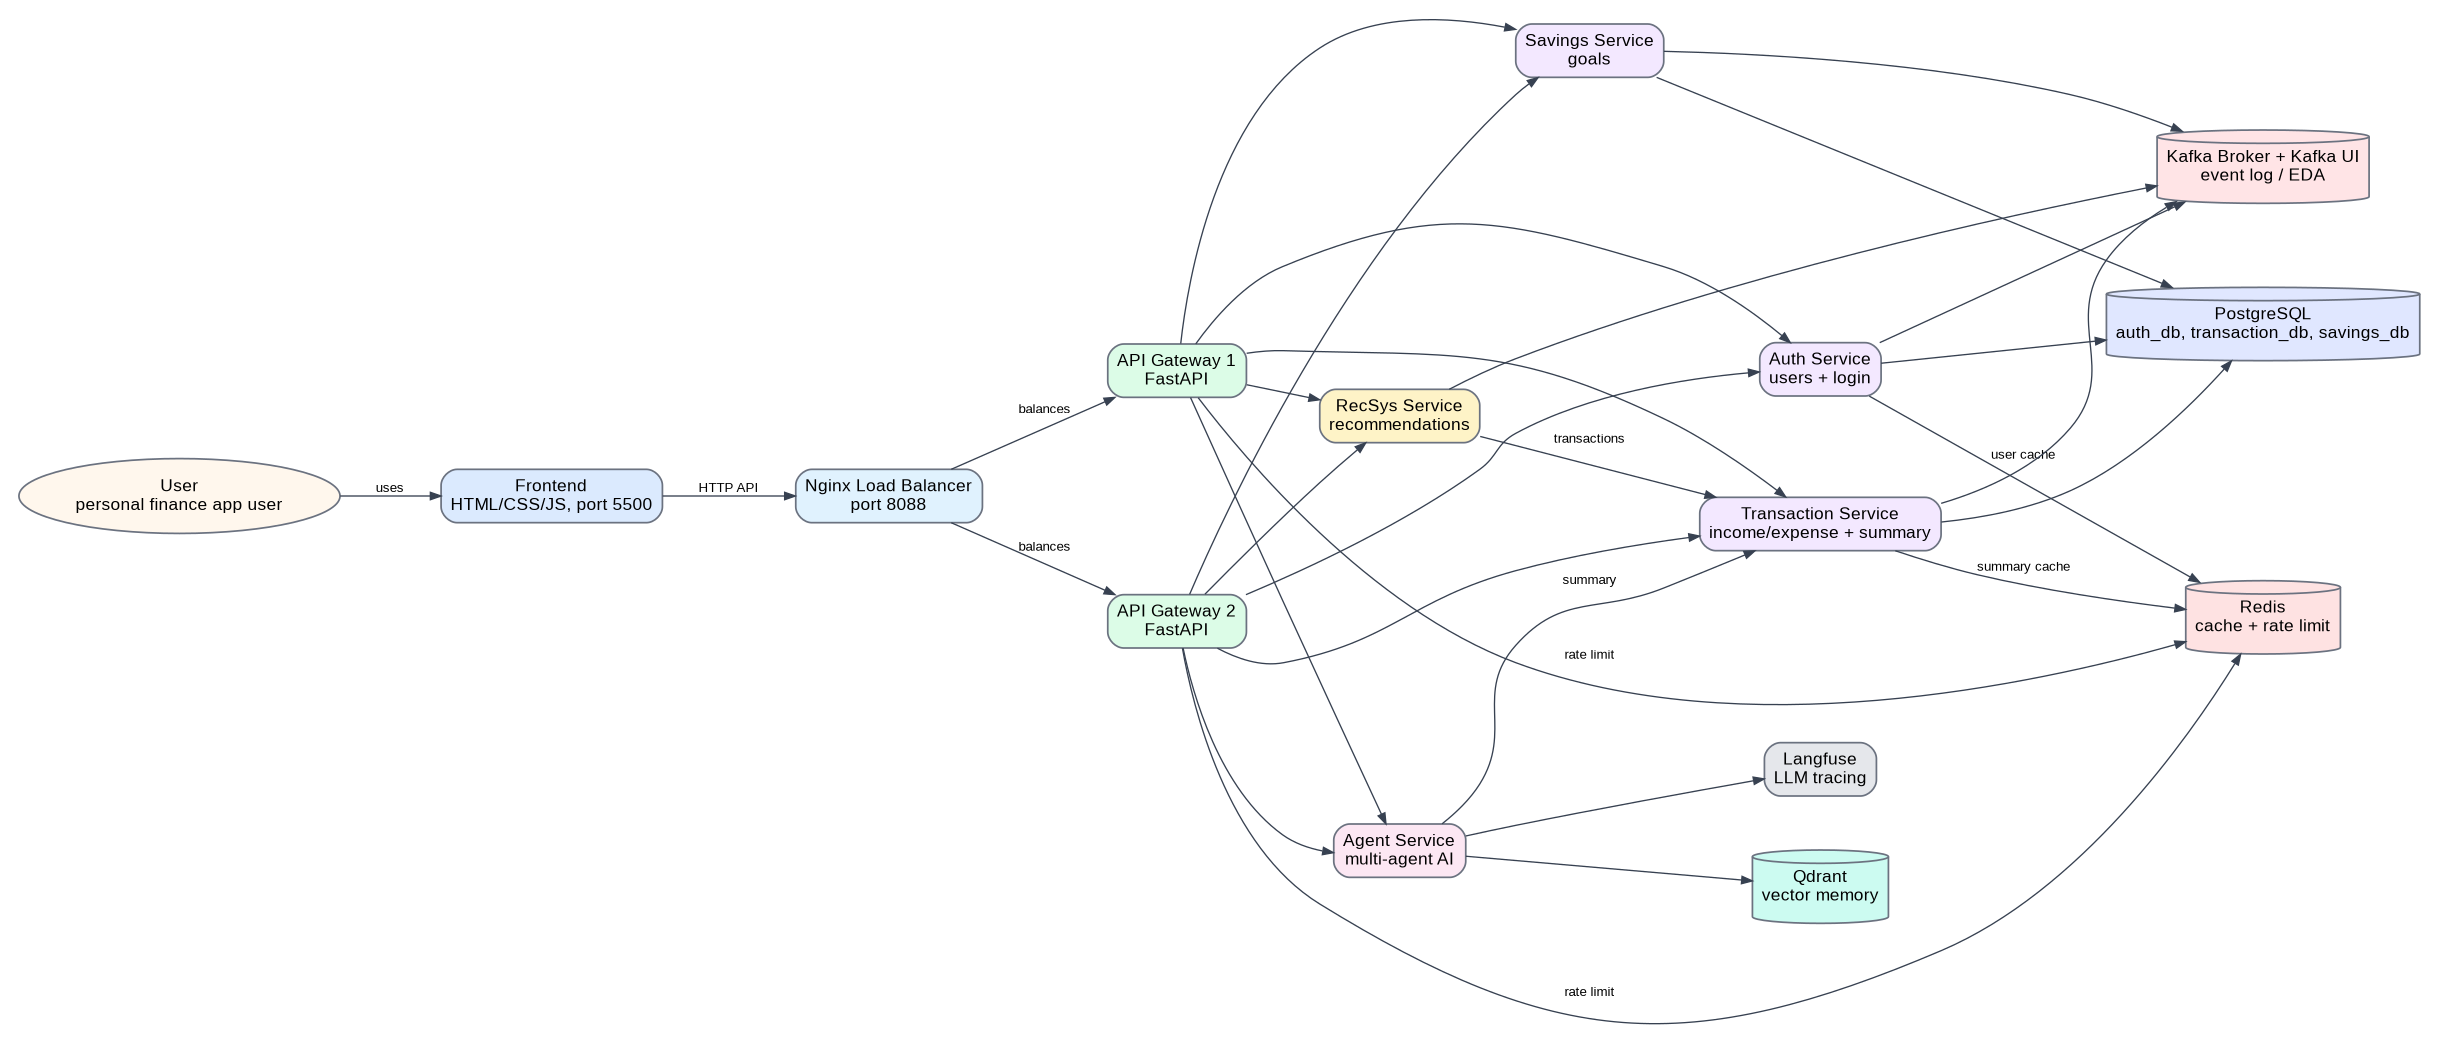 User
personal finance app user
uses
Frontend
HTML/CSS/JS, port 5500
HTTP API
Nginx Load Balancer
port 8088
balances
balances
API Gateway 1
FastAPI
API Gateway 2
FastAPI
Savings Service
goals
RecSys Service
recommendations
transactions
summary
rate limit
rate limit
Agent Service
multi-agent AI
Auth Service
users + login
Transaction Service
income/expense + summary
Langfuse
LLM tracing
Qdrant
vector memory
user cache
summary cache
Kafka Broker + Kafka UI
event log / EDA
PostgreSQL
auth_db, transaction_db, savings_db
Redis
cache + rate limit